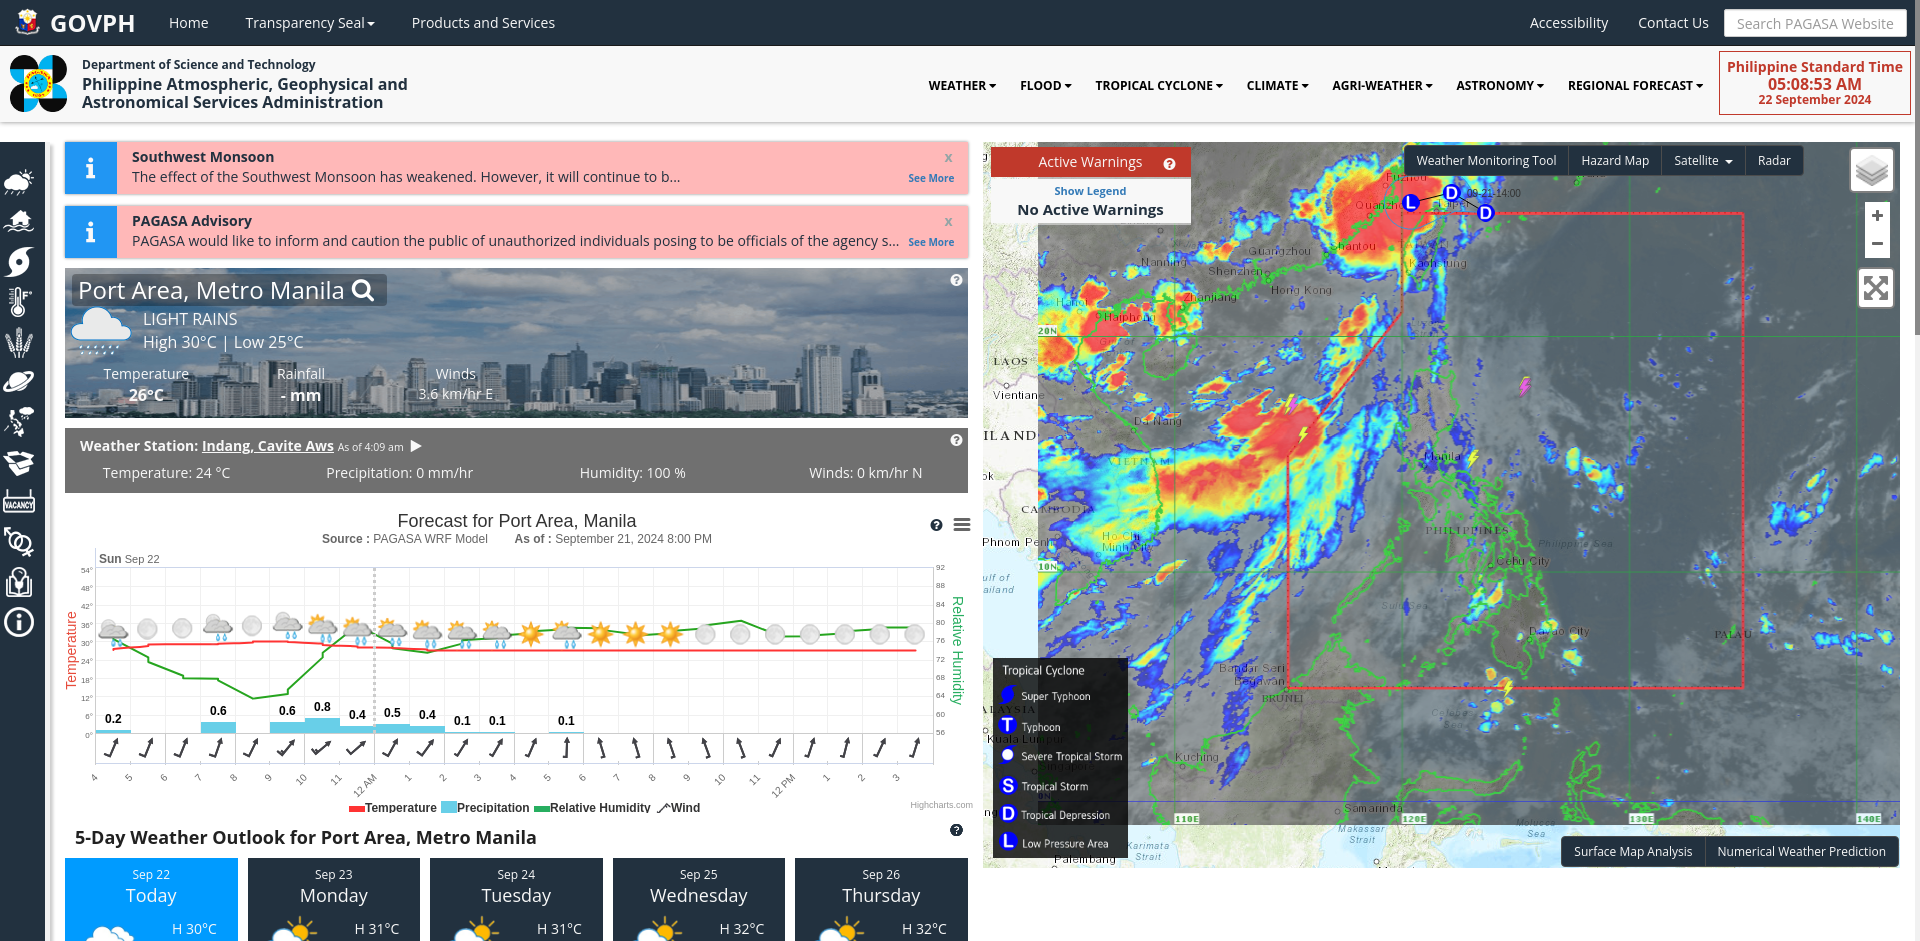 GOVPH
Home
Transparency Seal
Products and Services
Accessibility
Contact Us
Search PAGASA Website
Department of Science and Technology
Philippine Atmospheric, Geophysical and
Astronomical Services Administration
WEATHER
FLOOD
TROPICAL CYCLONE
CLIMATE
AGRI-WEATHER
ASTRONOMY
REGIONAL FORECAST
Philippine Standard Time
05:08:53 AM
22 September 2024
VACANCY
Southwest Monsoon
x
The effect of the Southwest Monsoon has weakened. However, it will continue to b...
See More
PAGASA Advisory
x
PAGASA would like to inform and caution the public of unauthorized individuals posing to be officials of the agency s...
See More
Port Area, Metro Manila
LIGHT RAINS
High 30°C | Low 25°C
Temperature
26°C
Rainfall
- mm
Winds
3.6 km/hr E
Weather Station: Indang, Cavite Aws As of 4:09 am
Temperature: 24 °C
Precipitation: 0 mm/hr
Humidity: 100 %
Winds: 0 km/hr N
Forecast for Port Area, Manila
Source : PAGASA WRF Model As of : September 21, 2024 8:00 PM
Sun Sep 22
Temperature
54°
48°
42°
36°
30°
24°
18°
12°
6°
0°
92
88
84
80
76
72
68
64
60
56
Relative Humidity
0.2
0.6
0.6
0.8
0.4
0.5
0.4
0.1
0.1
0.1
4 5 6 7 8 9 10 11 12 AM 1 2 3 4 5 6 7 8 9 10 11 12 PM 1 2 3
Temperature Precipitation Relative Humidity Wind
Highcharts.com
5-Day Weather Outlook for Port Area, Metro Manila
Sep 22
Today
H 30°C
Sep 23
Monday
H 31°C
Sep 24
Tuesday
H 31°C
Sep 25
Wednesday
H 32°C
Sep 26
Thursday
H 32°C
Active Warnings
Show Legend
No Active Warnings
Weather Monitoring Tool
Hazard Map
Satellite
Radar
+
−
Fuzhou
L
D
09-21-14:00
D
Guangzhou
Shantou
Nanning
Shenzhen
Hong Kong
Zhanjiang
Hanoi
Haiphong
20N
LAOS
Vientiane
Da Nang
ILAND
VIETNAM
Manila
CAMBODIA
Phnom Penh
Ho Chi
Minh City
PHILIPPINES
Philippine Sea
Cebu City
10N
ulf of
ailand
Sulu Sea
Davao City
PALAU
Bandar Seri
Begawan
BRUNEI
Celebes
Sea
ALAYSIA
Kuala Lumpur
Kuching
Samarinda
110E
120E
130E
140E
Makassar
Strait
Molucca
Sea
Karimata
Strait
Palembang
Tropical Cyclone
Super Typhoon
T Typhoon
Severe Tropical Storm
S Tropical Storm
D Tropical Depression
L Low Pressure Area
Surface Map Analysis
Numerical Weather Prediction